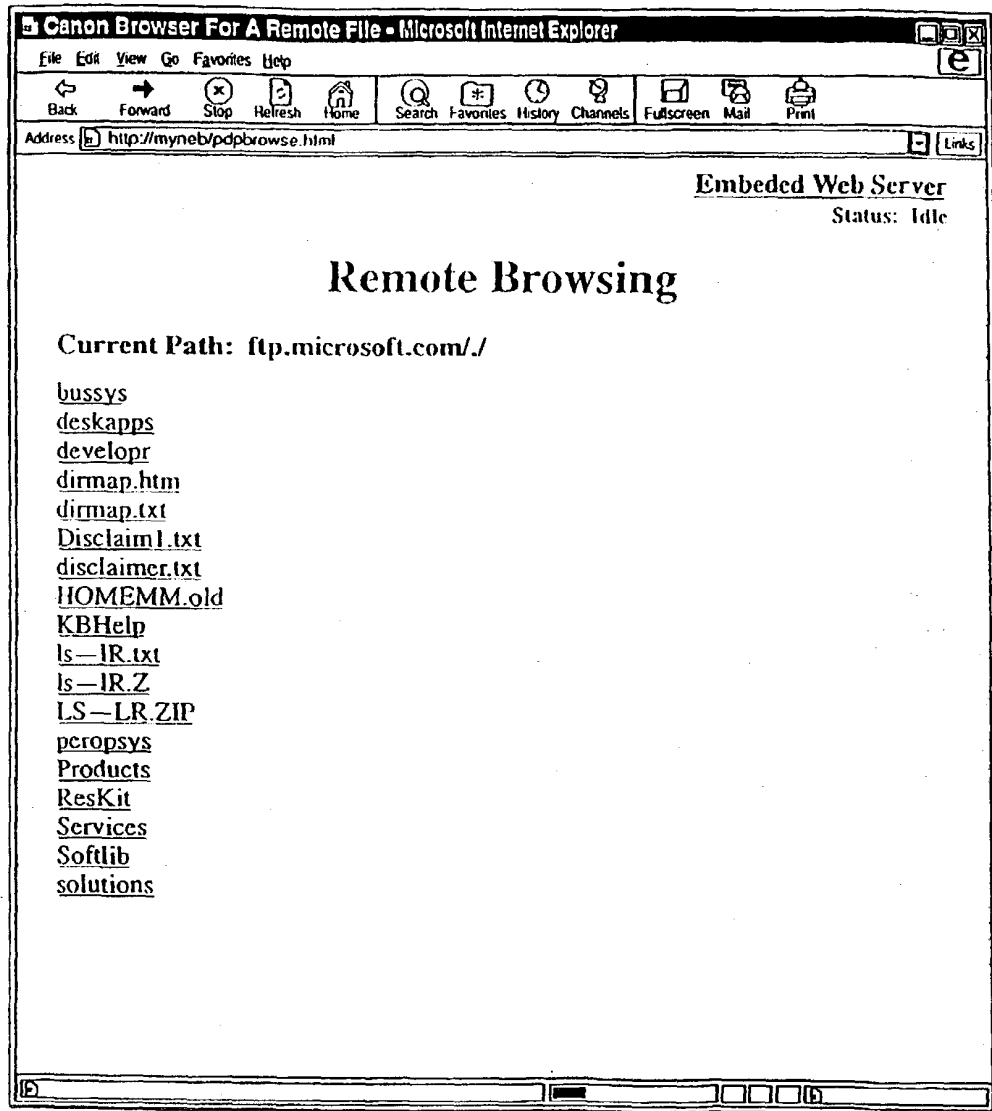 Canon Browser For A Remote File - Microsoft Internet Explorer
File Edit View Go Favorites Help
Back Forward Stop Refresh Home Search Favorites History Channels Fullscreen Mail Print
Address http://myneb/pdpbrowse.html Links
Embeded Web Server
Status: Idle
Remote Browsing
Current Path: ftp.microsoft.com/./
bussys
deskapps
developr
dirmap.htm
dirmap.txt
Disclaim1.txt
disclaimer.txt
HOMEMM.old
KBHelp
ls—lR.txt
ls—lR.Z
LS—LR.ZIP
peropsys
Products
ResKit
Services
Softlib
solutions